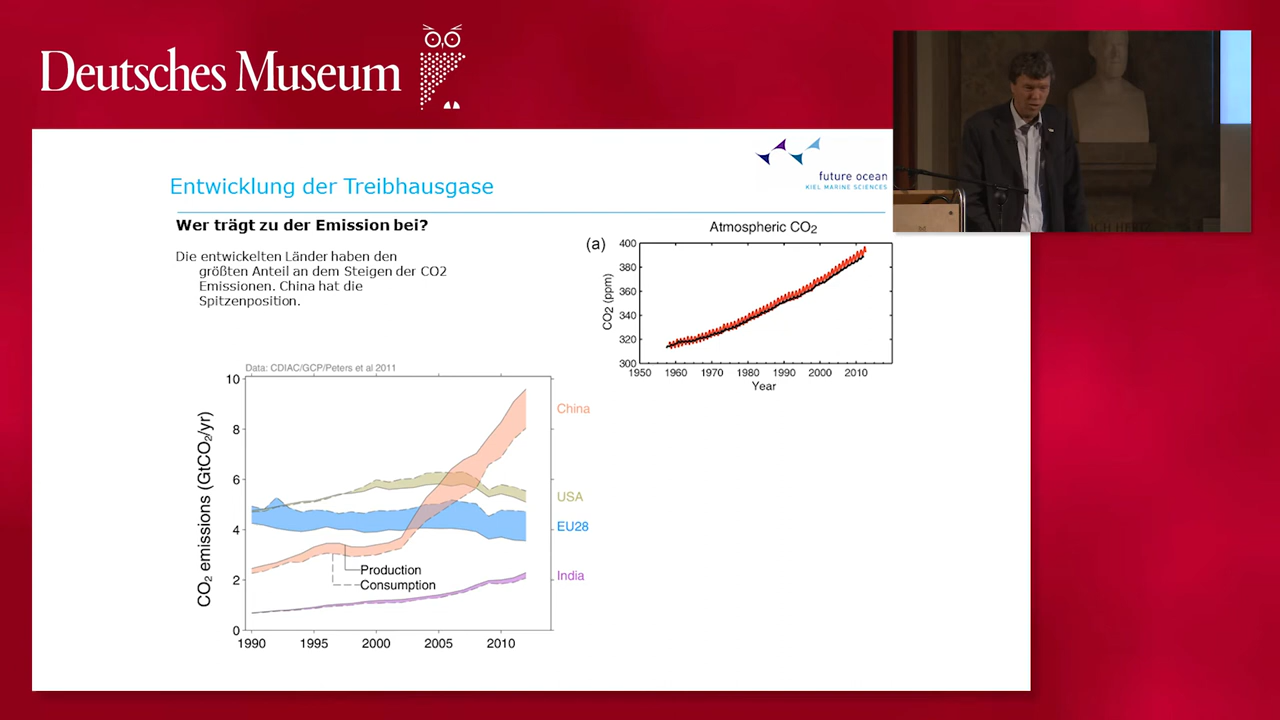 Deutsches Museum
future ocean
KIEL MARINE SCIENCES
Entwicklung der Treibhausgase
Wer trägt zu der Emission bei?
Die entwickelten Länder haben den
größten Anteil an dem Steigen der CO2
Emissionen. China hat die
Spitzenposition.
Atmospheric CO2
(a)
400
380
360
340
320
300
CO2 (ppm)
1950 1960 1970 1980 1990 2000 2010
Year
Data: CDIAC/GCP/Peters et al 2011
10
8
6
4
2
0
CO2 emissions (GtCO2/yr)
China
USA
EU28
India
Production
Consumption
1990 1995 2000 2005 2010